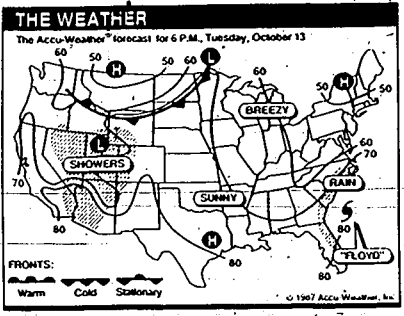 THE WEATHER
The Accu-Weather forecast for 6 P.M., Tuesday, October 13
60
H
50
60
L
50
H
50
50
BREEZY
L
SHOWERS
60
70
70
SUNNY
RAIN
80
H
80
80
"FLOYD"
80
FRONTS:
Warm Cold Stationary
© 1987 Accu-Weather, Inc